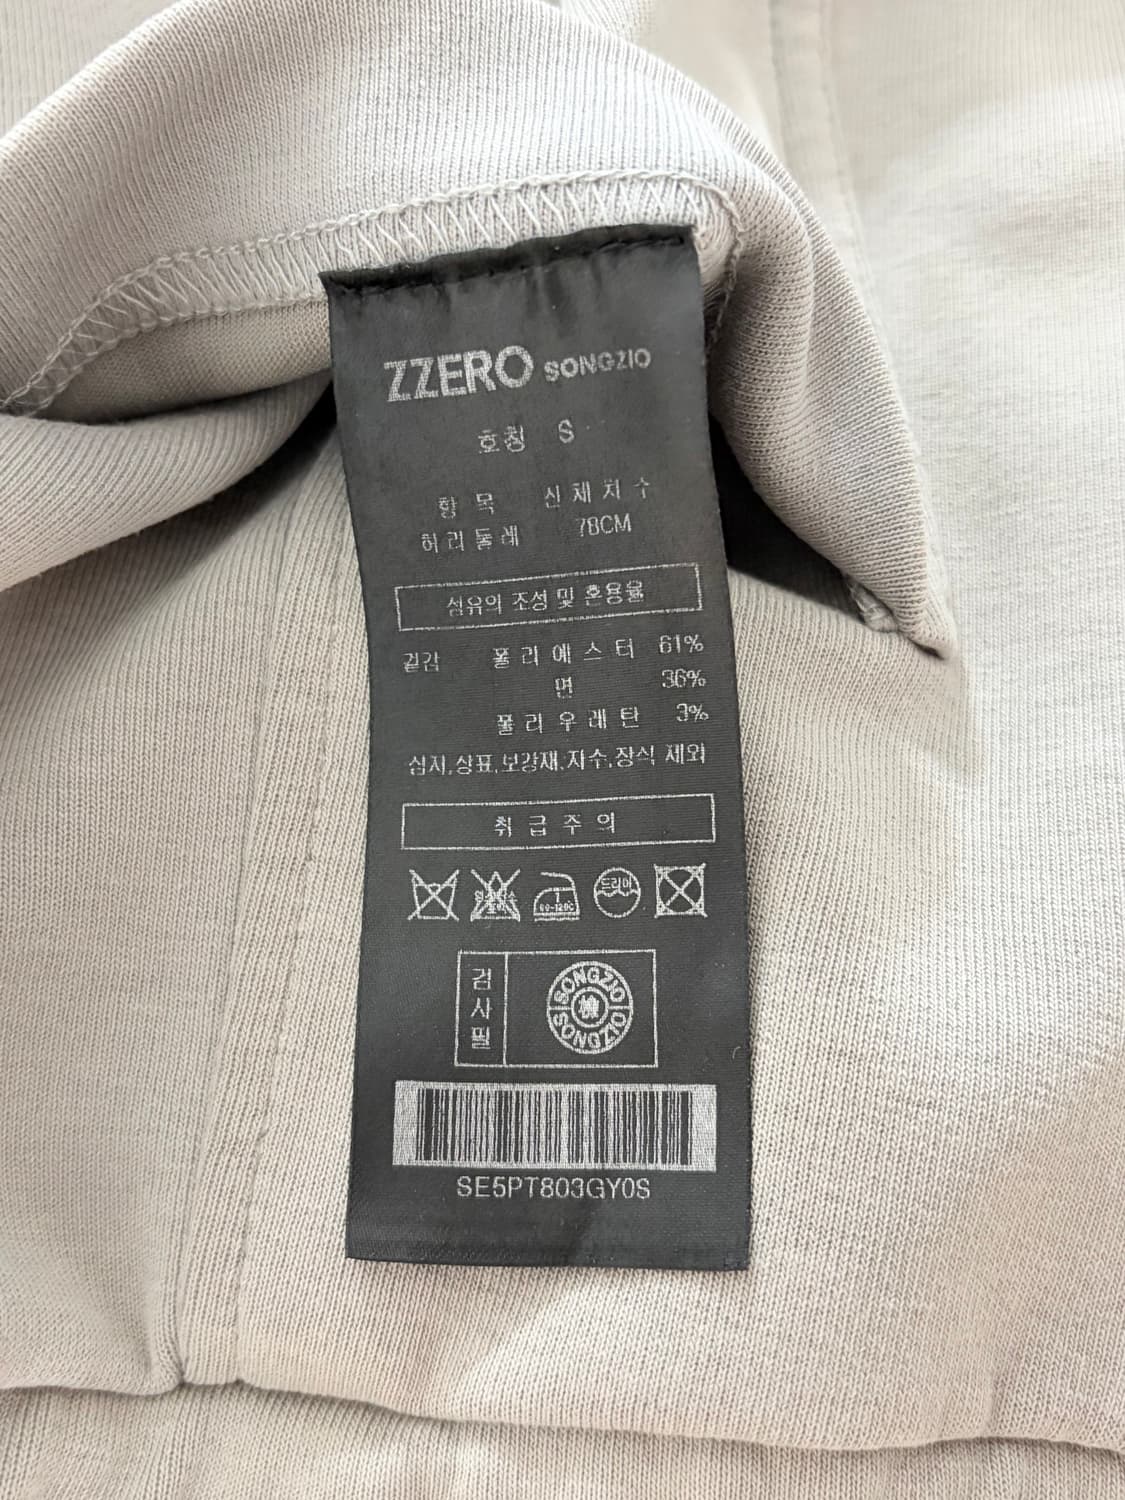 ZZERO SONGZIO
호칭 S
항목 신체치수
허리둘레 78CM
섬유의 조성 및 혼용율
겉감 폴리에스터 61%
면 36%
폴리우레탄 3%
심지,상표,보강재,자수,장식 제외
취급주의
드라이
검사필
SONGZIO
SONGZIO
SE5PT803GY0S